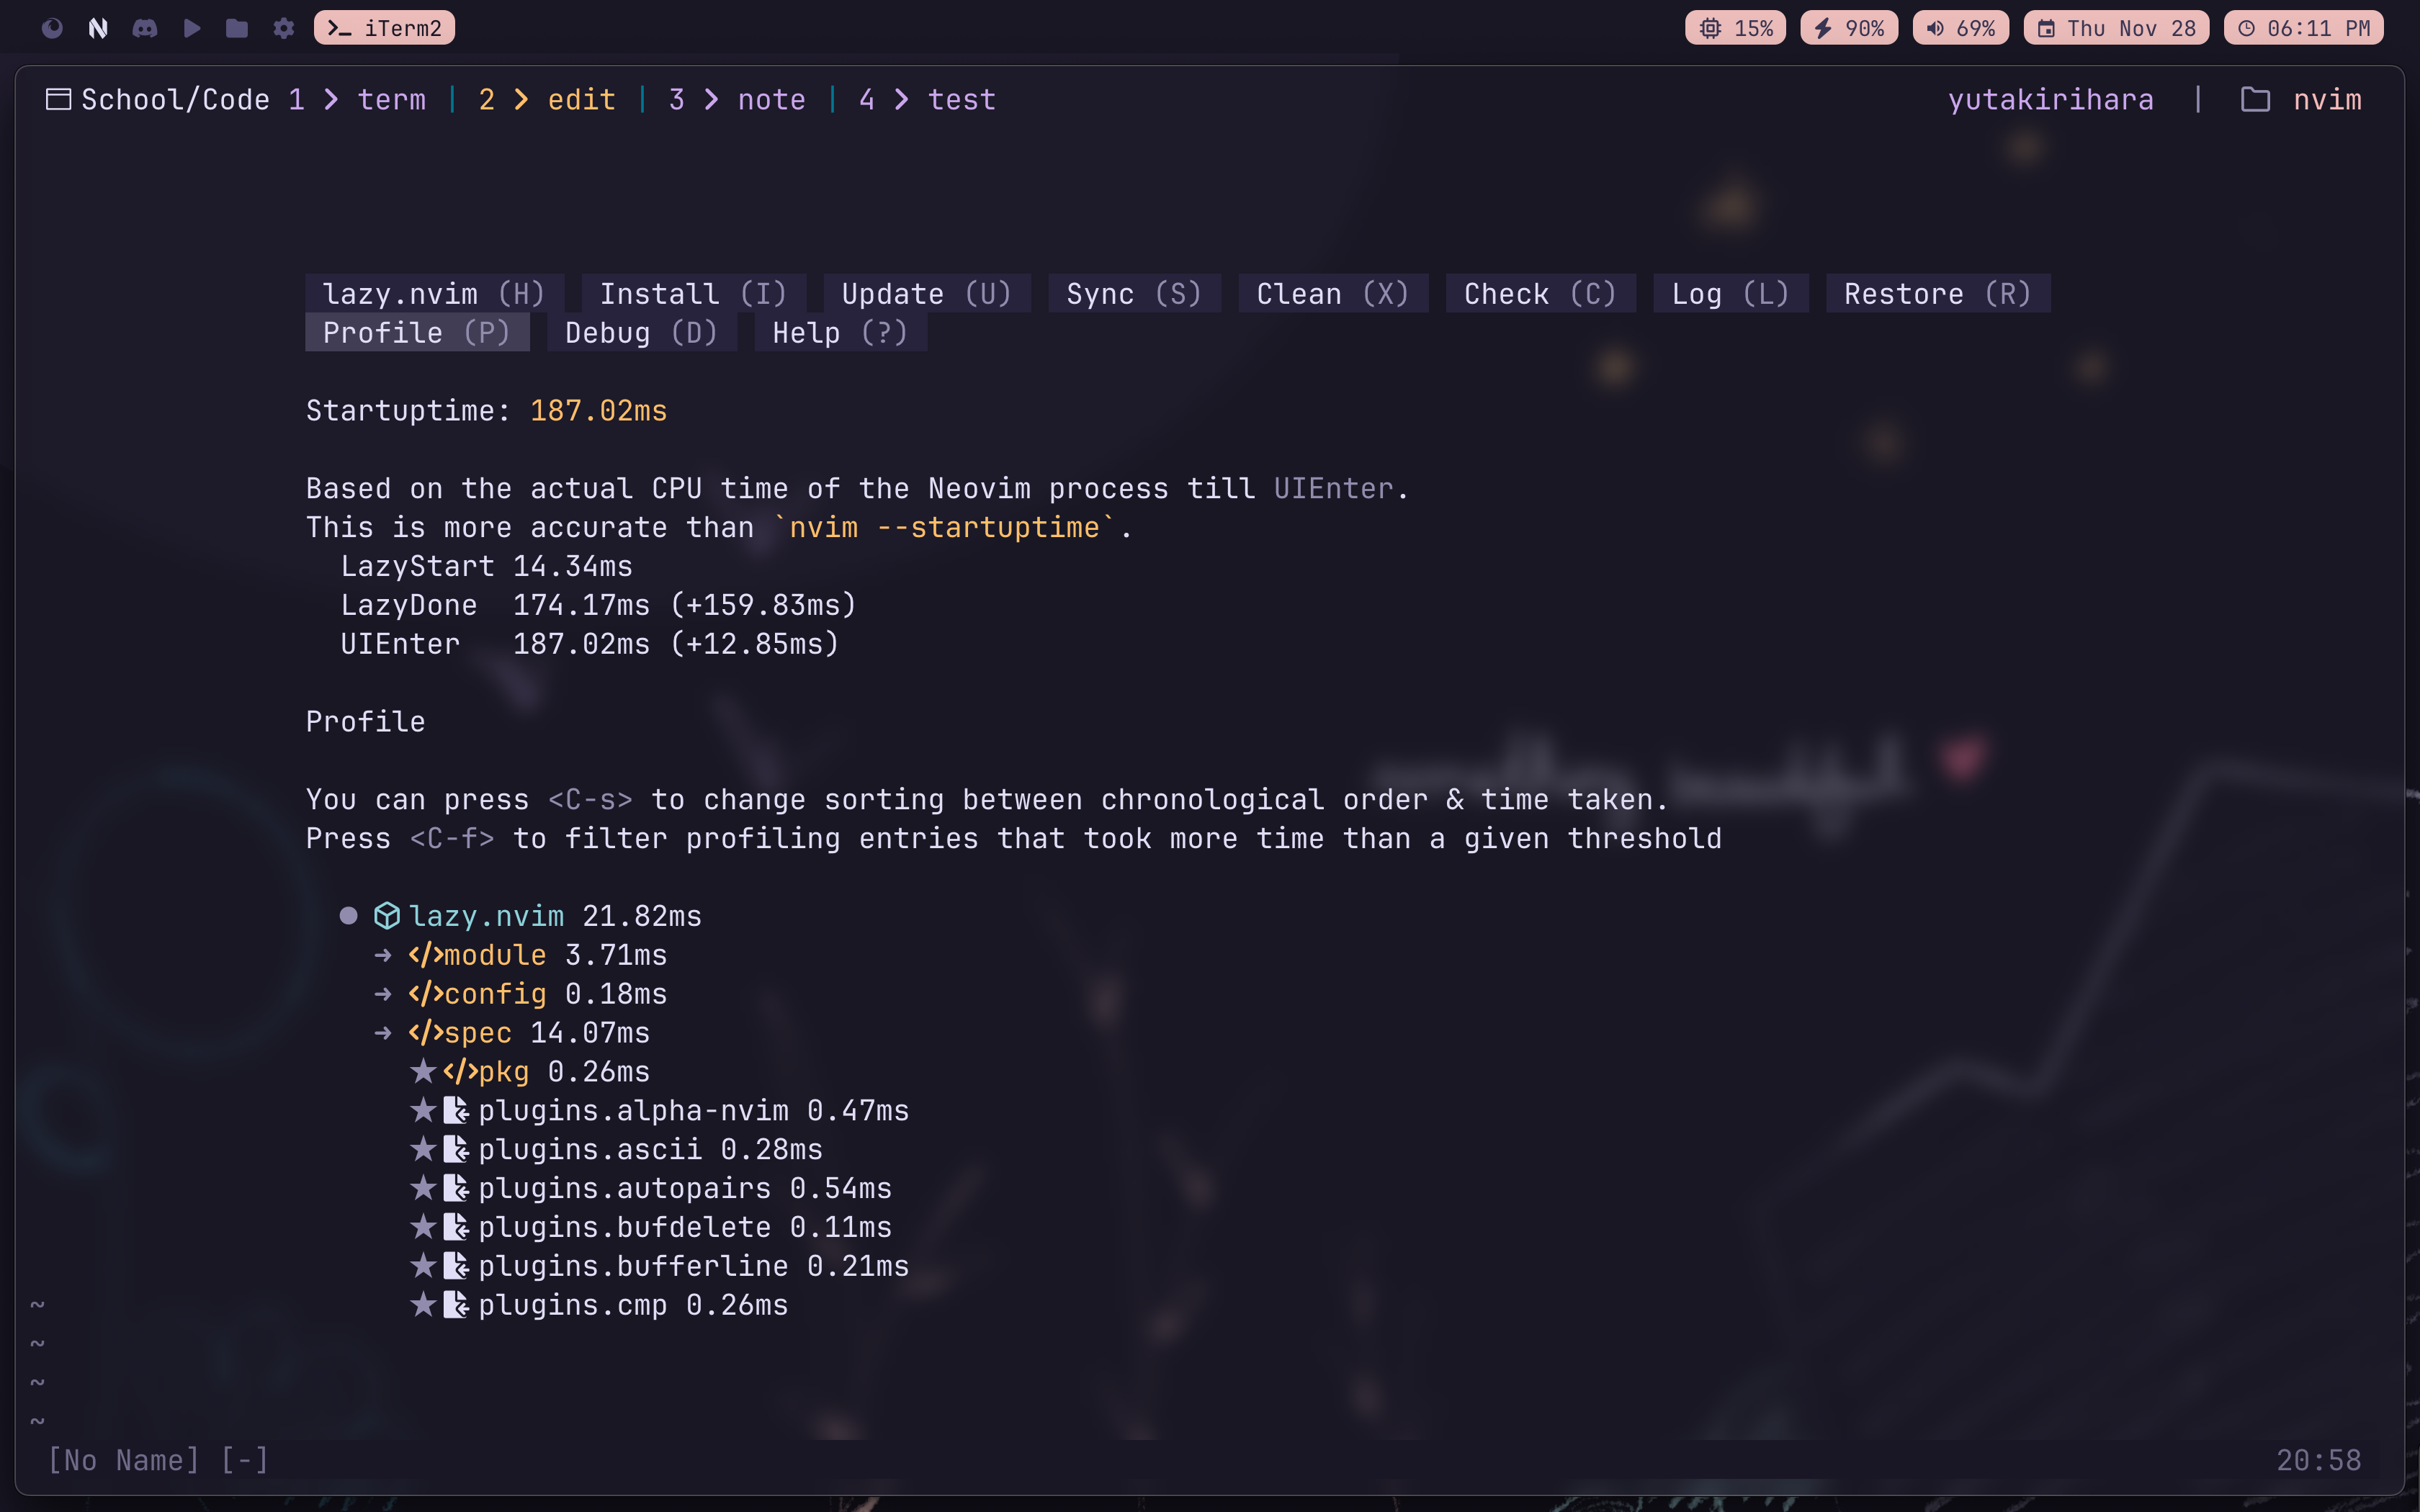 iTerm2 15% 90% 69% Thu Nov 28 06:11 PM
School/Code 1 > term | 2 > edit | 3 > note | 4 > test yutakirihara | nvim
lazy.nvim (H) Install (I) Update (U) Sync (S) Clean (X) Check (C) Log (L) Restore (R)
Profile (P) Debug (D) Help (?)
Startuptime: 187.02ms
Based on the actual CPU time of the Neovim process till UIEnter.
This is more accurate than `nvim --startuptime`.
LazyStart 14.34ms
LazyDone 174.17ms (+159.83ms)
UIEnter 187.02ms (+12.85ms)
Profile
You can press <C-s> to change sorting between chronological order & time taken.
Press <C-f> to filter profiling entries that took more time than a given threshold
● lazy.nvim 21.82ms
➜ </>module 3.71ms
➜ </>config 0.18ms
➜ </>spec 14.07ms
★ </>pkg 0.26ms
★ plugins.alpha-nvim 0.47ms
★ plugins.ascii 0.28ms
★ plugins.autopairs 0.54ms
★ plugins.bufdelete 0.11ms
★ plugins.bufferline 0.21ms
★ plugins.cmp 0.26ms
~
~
~
~
[No Name] [-] 20:58